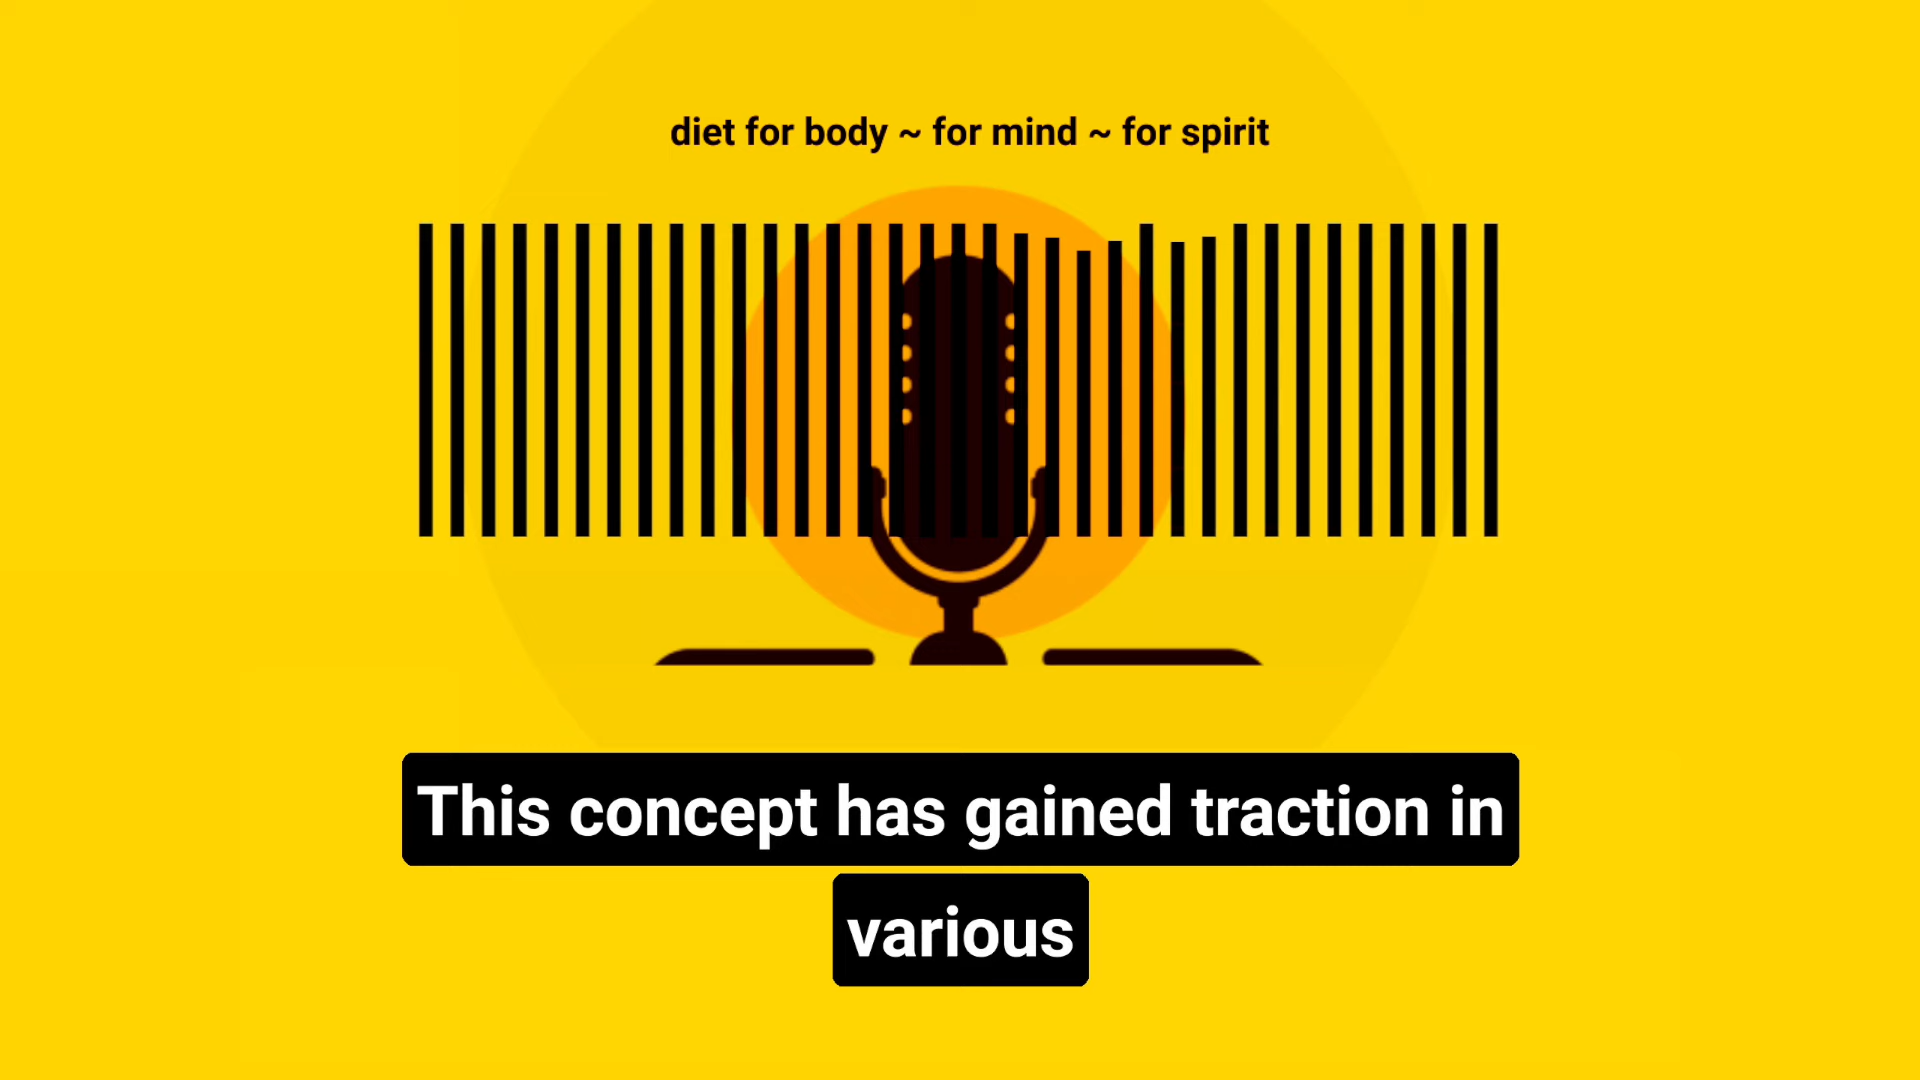 diet for body ~ for mind ~ for spirit
This concept has gained traction in
various